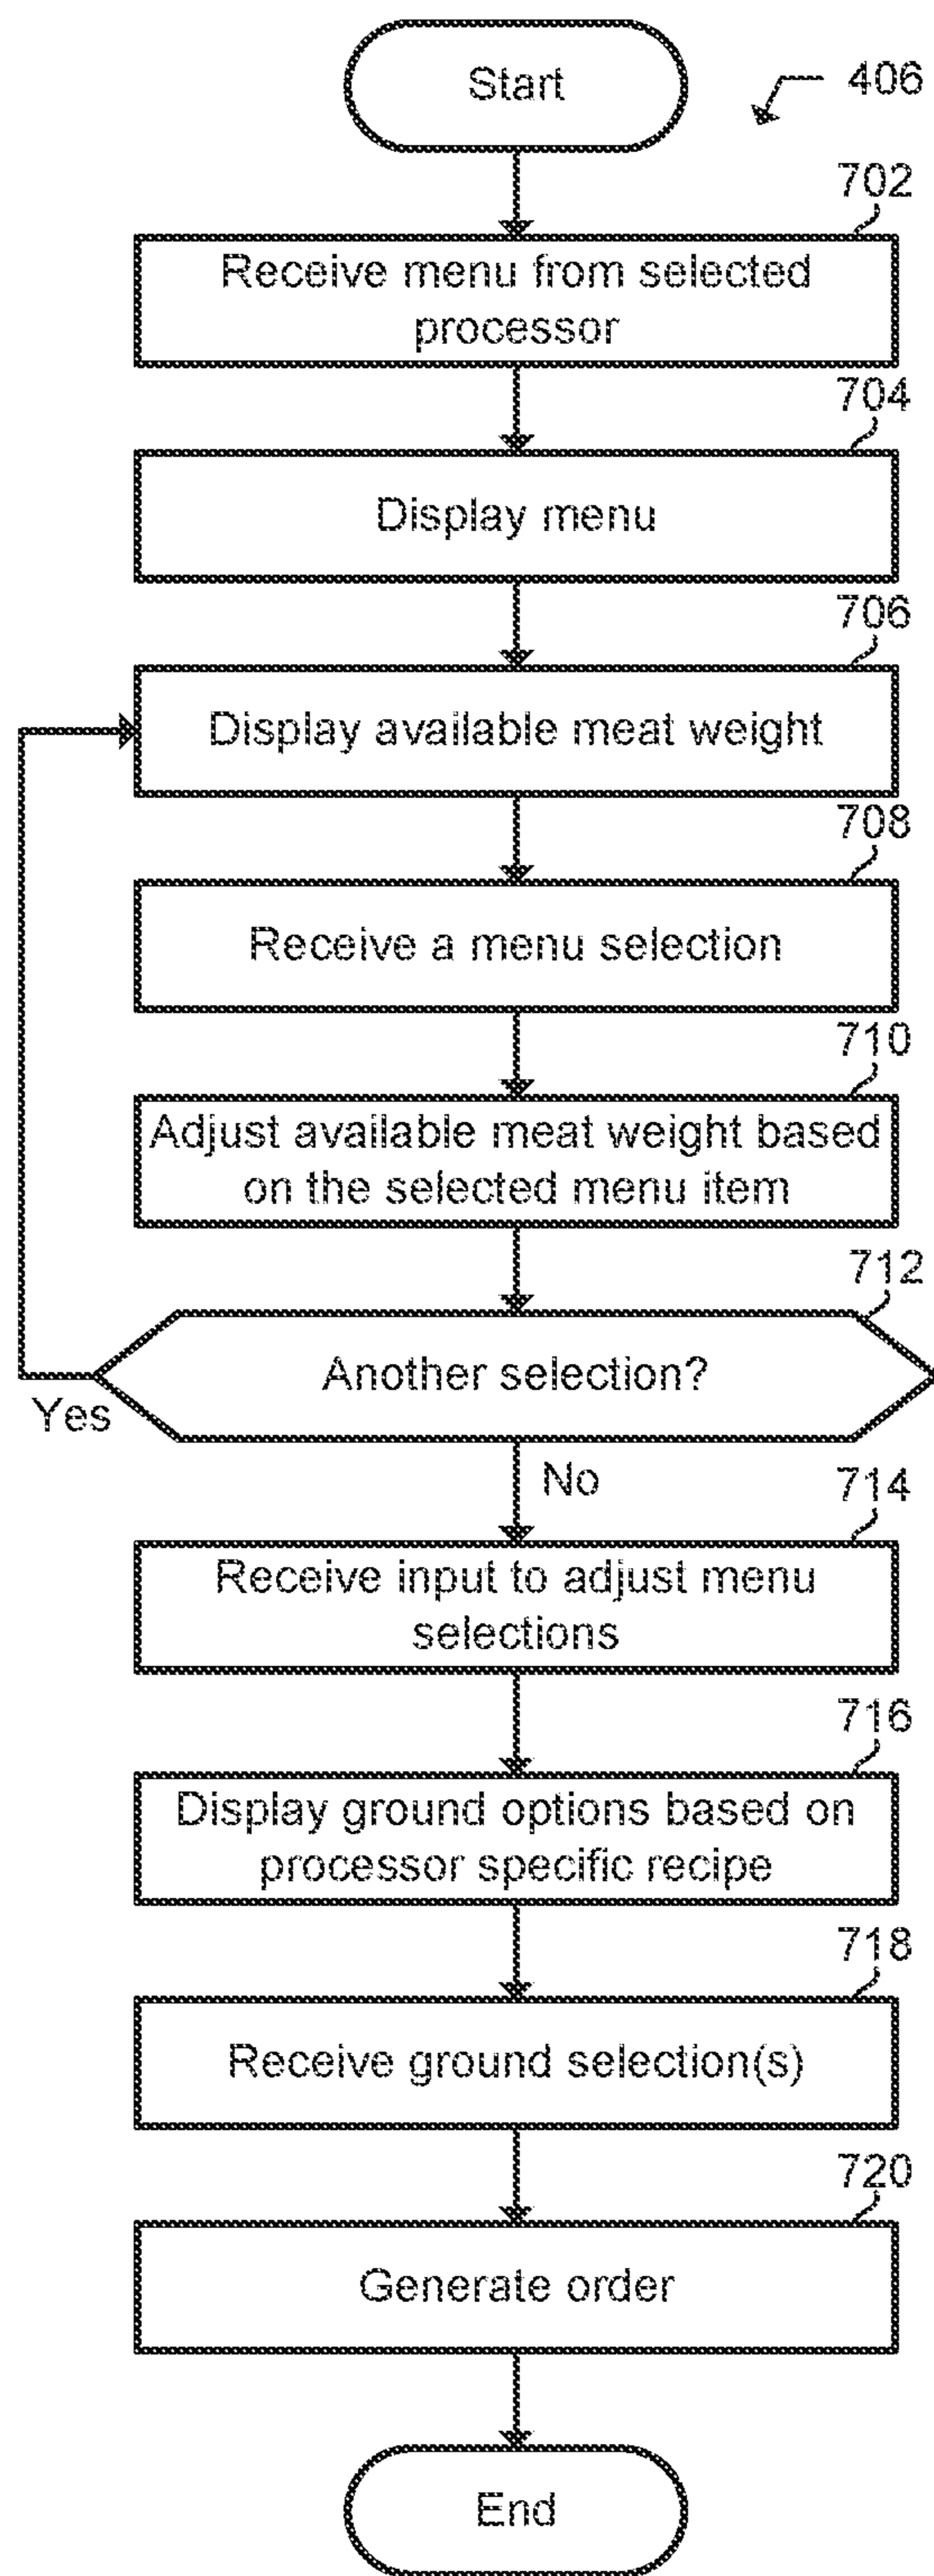 Start
406
702
Receive menu from selected
processor
704
Display menu
706
Display available meat weight
708
Receive a menu selection
710
Adjust available meat weight based
on the selected menu item
712
Another selection?
Yes
No
714
Receive input to adjust menu
selections
716
Display ground options based on
processor specific recipe
718
Receive ground selection(s)
720
Generate order
End